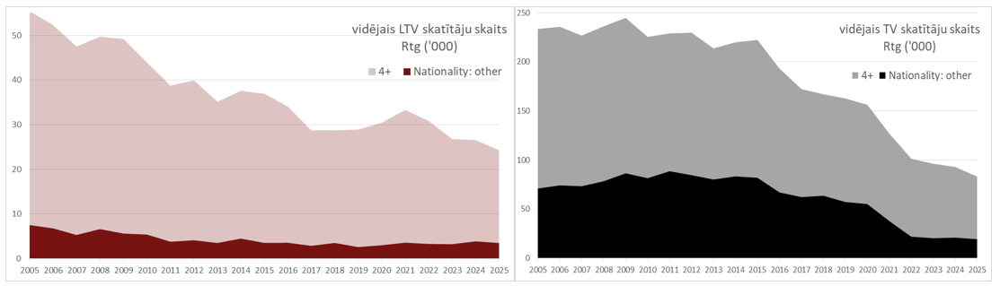 vidējais LTV skatītāju skaits
Rtg ('000)
4+ Nationality: other
50
40
30
20
10
0
2005 2006 2007 2008 2009 2010 2011 2012 2013 2014 2015 2016 2017 2018 2019 2020 2021 2022 2023 2024 2025
vidējais TV skatītāju skaits
Rtg ('000)
4+ Nationality: other
250
200
150
100
50
0
2005 2006 2007 2008 2009 2010 2011 2012 2013 2014 2015 2016 2017 2018 2019 2020 2021 2022 2023 2024 2025